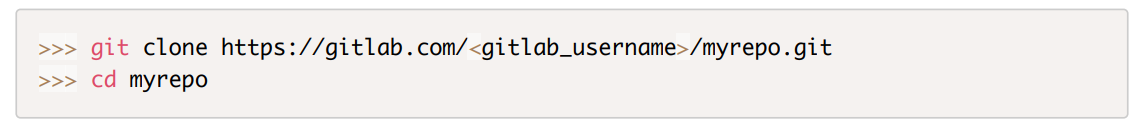 >>> git clone https://gitlab.com/<gitlab_username>/myrepo.git
>>> cd myrepo